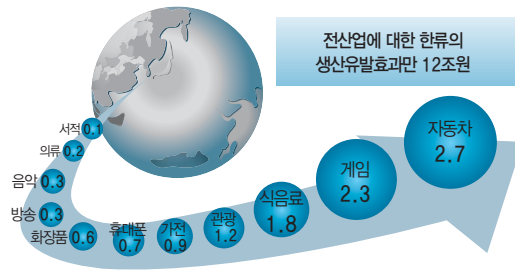 전산업에 대한 한류의
생산유발효과만 12조원
서적 0.1
의류 0.2
음악 0.3
방송 0.3
화장품 0.6
휴대폰 0.7
가전 0.9
관광 1.2
식음료 1.8
게임 2.3
자동차 2.7